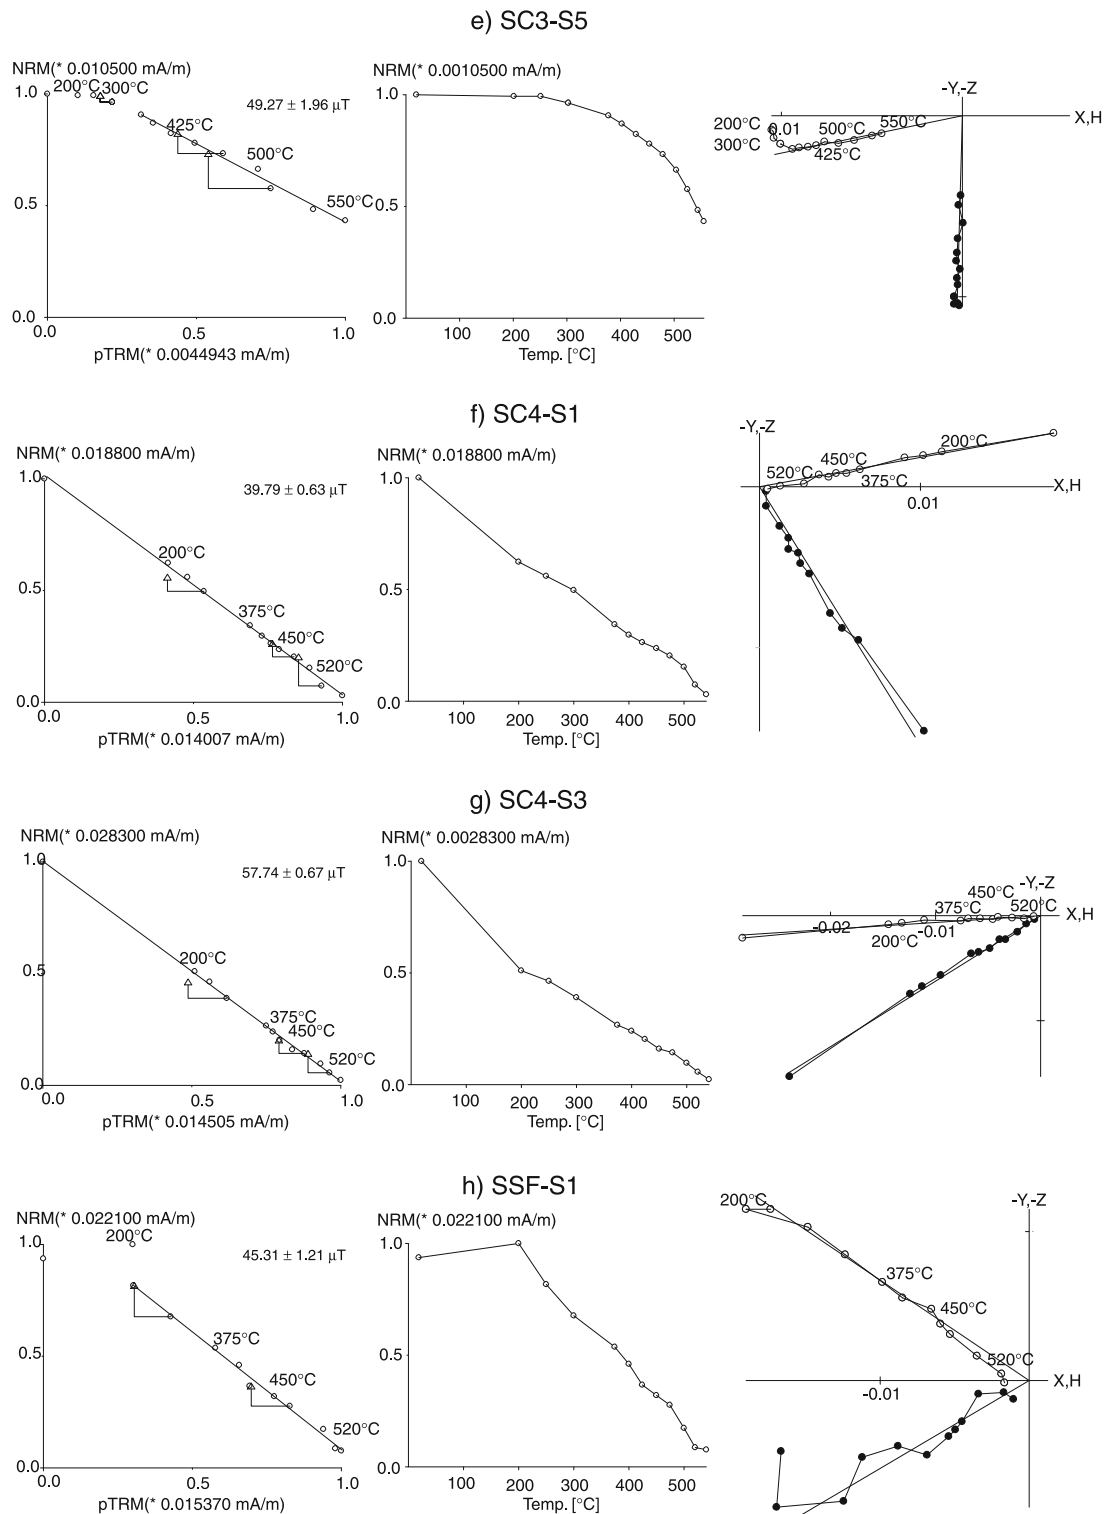 e) SC3-S5
NRM(* 0.010500 mA/m)
1.0
200°C
300°C
49.27 ± 1.96 µT
425°C
500°C
0.5
550°C
0.0
0.0
0.5
1.0
pTRM(* 0.0044943 mA/m)
NRM(* 0.0010500 mA/m)
1.0
0.5
0.0
100 200 300 400 500
Temp. [°C]
-Y,-Z
X,H
200°C
0.01
500°C
550°C
300°C
425°C
f) SC4-S1
NRM(* 0.018800 mA/m)
1.0
39.79 ± 0.63 µT
200°C
0.5
375°C
450°C
520°C
0.0
0.5
1.0
pTRM(* 0.014007 mA/m)
NRM(* 0.018800 mA/m)
1.0
0.5
0.0
100 200 300 400 500
Temp. [°C]
-Y,-Z
200°C
450°C
520°C
375°C
X,H
0.01
g) SC4-S3
NRM(* 0.028300 mA/m)
1.0
57.74 ± 0.67 µT
200°C
0.5
375°C
450°C
520°C
0.0
0.5
1.0
pTRM(* 0.014505 mA/m)
NRM(* 0.0028300 mA/m)
1.0
0.5
0.0
100 200 300 400 500
Temp. [°C]
450°C
-Y,-Z
375°C
520°C
X,H
-0.02
-0.01
200°C
h) SSF-S1
NRM(* 0.022100 mA/m)
200°C
1.0
45.31 ± 1.21 µT
375°C
0.5
450°C
520°C
0.0
0.0
0.5
1.0
pTRM(* 0.015370 mA/m)
NRM(* 0.022100 mA/m)
1.0
0.5
0.0
100 200 300 400 500
Temp. [°C]
200°C
-Y,-Z
375°C
450°C
520°C
X,H
-0.01